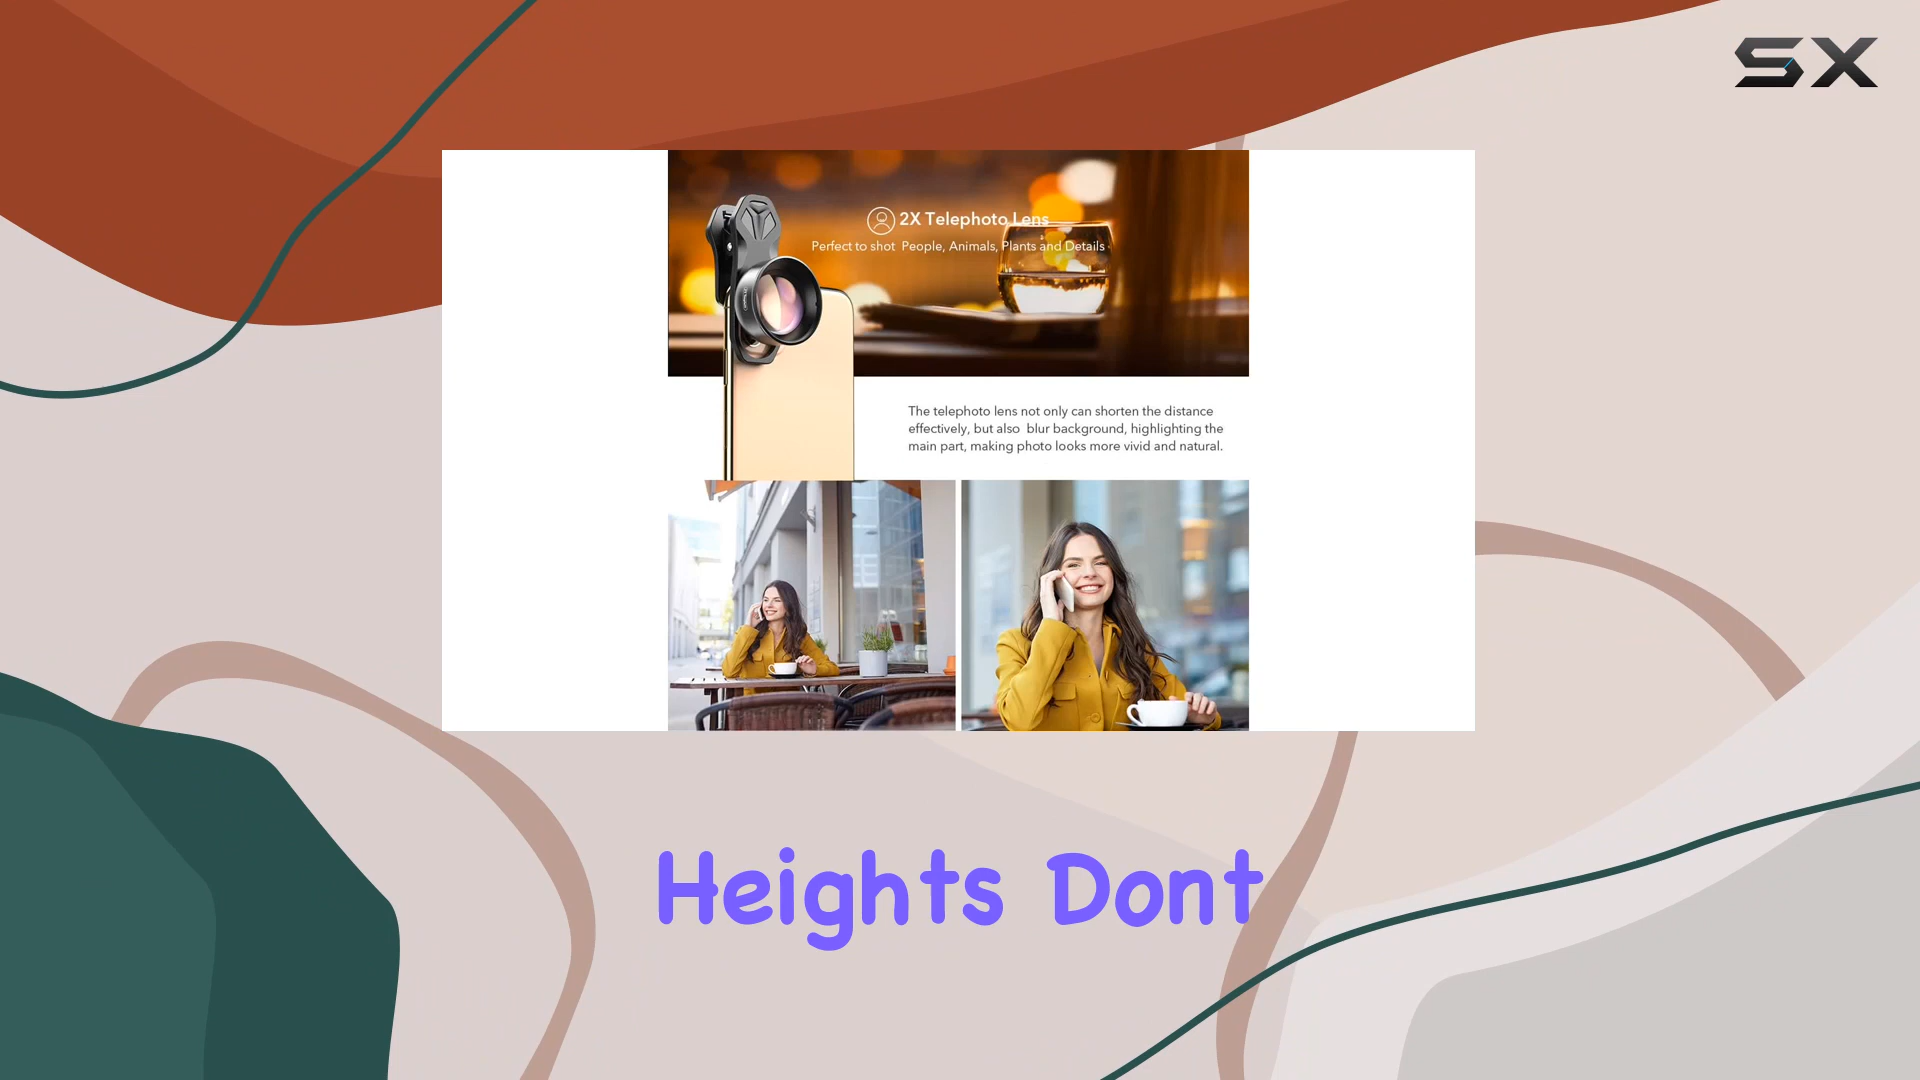 SX
2X Telephoto Lens
Perfect to shot People, Animals, Plants and Details
The telephoto lens not only can shorten the distance
effectively, but also blur background, highlighting the
main part, making photo looks more vivid and natural.
Heights Dont